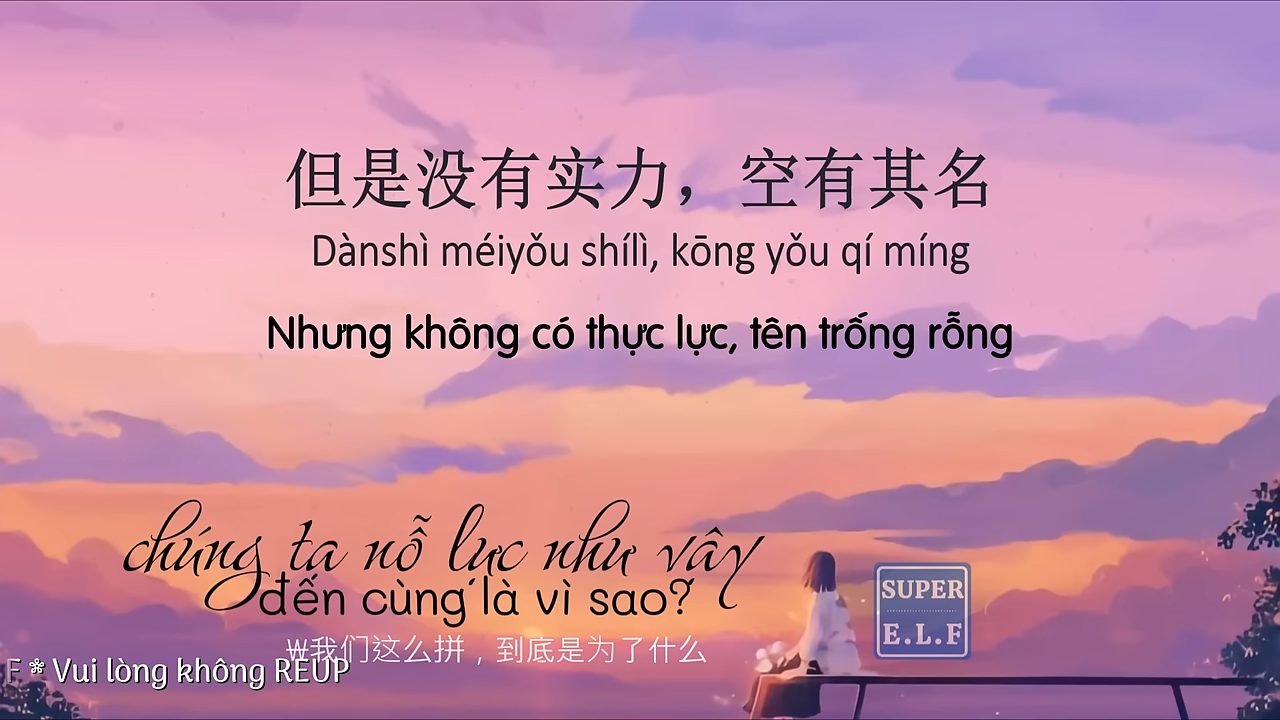 但是没有实力，空有其名
Dànshì méiyǒu shílì, kōng yǒu qí míng
Nhưng không có thực lực, tên trống rỗng
chúng ta nỗ lực như vậy
đến cùng là vì sao?
₩我们这么拼，到底是为了什么
SUPER
E.L.F
F * Vui lòng không REUP